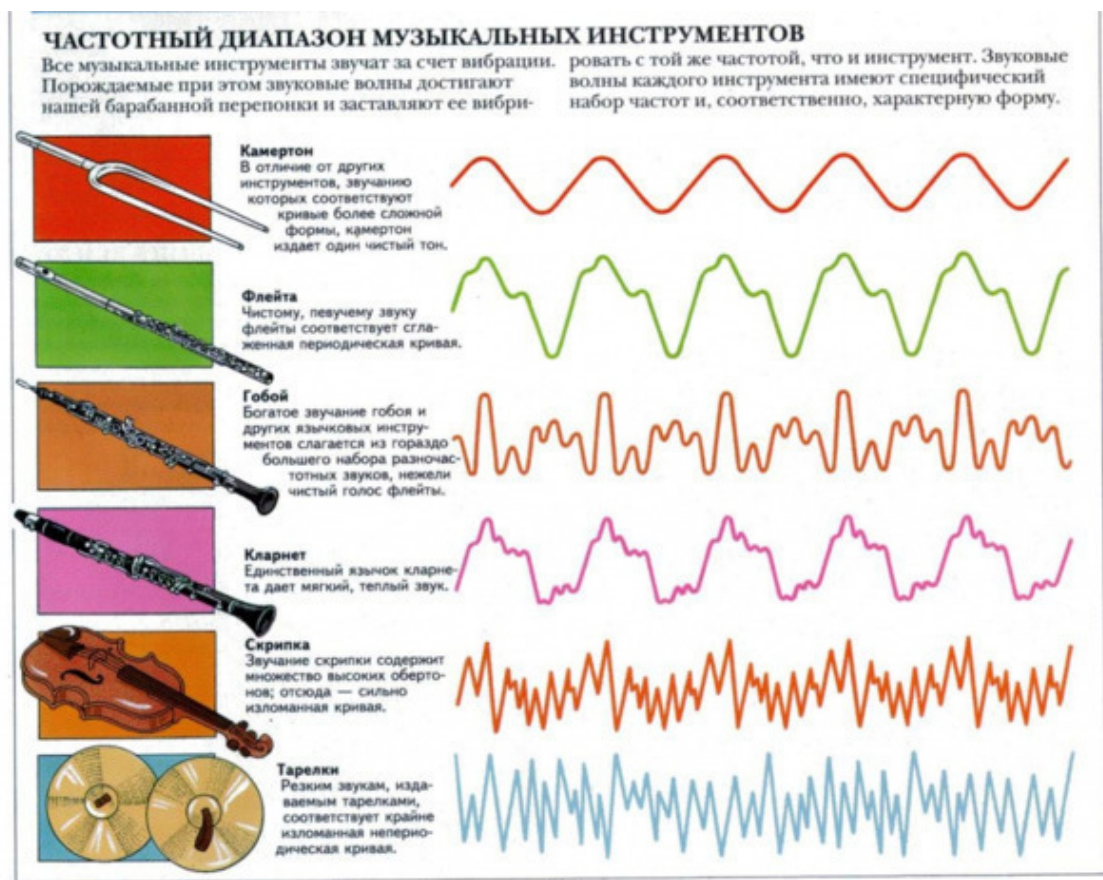 ЧАСТОТНЫЙ ДИАПАЗОН МУЗЫКАЛЬНЫХ ИНСТРУМЕНТОВ
Все музыкальные инструменты звучат за счет вибрации.
Порождаемые при этом звуковые волны достигают
нашей барабанной перепонки и заставляют ее вибри-
ровать с той же частотой, что и инструмент. Звуковые
волны каждого инструмента имеют специфический
набор частот и, соответственно, характерную форму.
Камертон
В отличие от других
инструментов, звучанию
которых соответствуют
кривые более сложной
формы, камертон
издает один чистый тон.
Флейта
Чистому, певучему звуку
флейты соответствует сгла-
женная периодическая кривая.
Гобой
Богатое звучание гобоя и
других язычковых инстру-
ментов слагается из гораздо
большего набора разночас-
тотных звуков, нежели
чистый голос флейты.
Кларнет
Единственный язычок кларне-
та дает мягкий, теплый звук.
Скрипка
Звучание скрипки содержит
множество высоких оберто-
нов; отсюда — сильно
изломанная кривая.
Тарелки
Резким звукам, изда-
ваемым тарелками,
соответствует крайне
изломанная неперио-
дическая кривая.